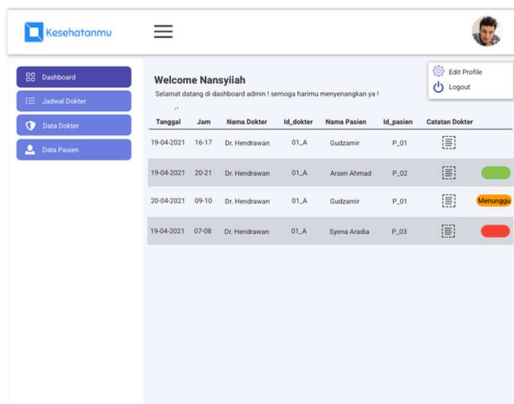 Kesehatanmu
Edit Profile
Logout
Dashboard
Jadwal Dokter
Data Dokter
Data Pasien
Welcome Nansyiiah
Selamat datang di dashboard admin ! semoga harimu menyenangkan ya !
Tanggal Jam Nama Dokter Id_dokter Nama Pasien Id_pasien Catatan Dokter
19-04-2021 16-17 Dr. Hendrawan 01_A Gudzamir P_01
19-04-2021 20-21 Dr. Hendrawan 01_A Arsen Ahmad P_02
20-04-2021 09-10 Dr. Hendrawan 01_A Gudzamir P_01 Menunggu
19-04-2021 07-08 Dr. Hendrawan 01_A Syena Aradia P_03